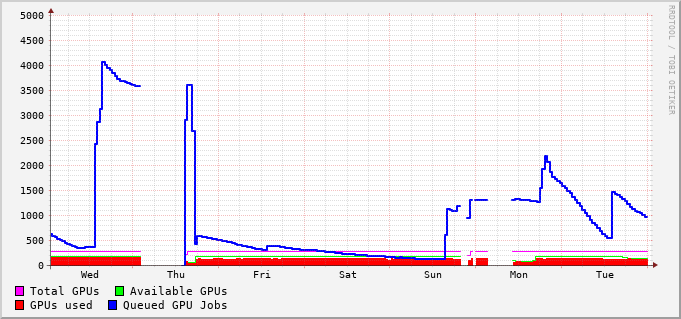 5000
4500
4000
3500
3000
2500
2000
1500
1000
500
0
Wed Thu Fri Sat Sun Mon Tue
Total GPUs Available GPUs
GPUs used Queued GPU Jobs
RRDTOOL / TOBI OETIKER